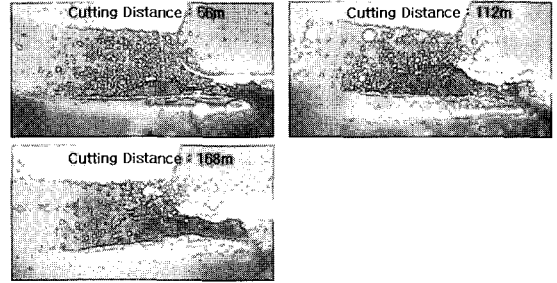 Cutting Distance : 56m
Cutting Distance : 112m
Cutting Distance : 168m